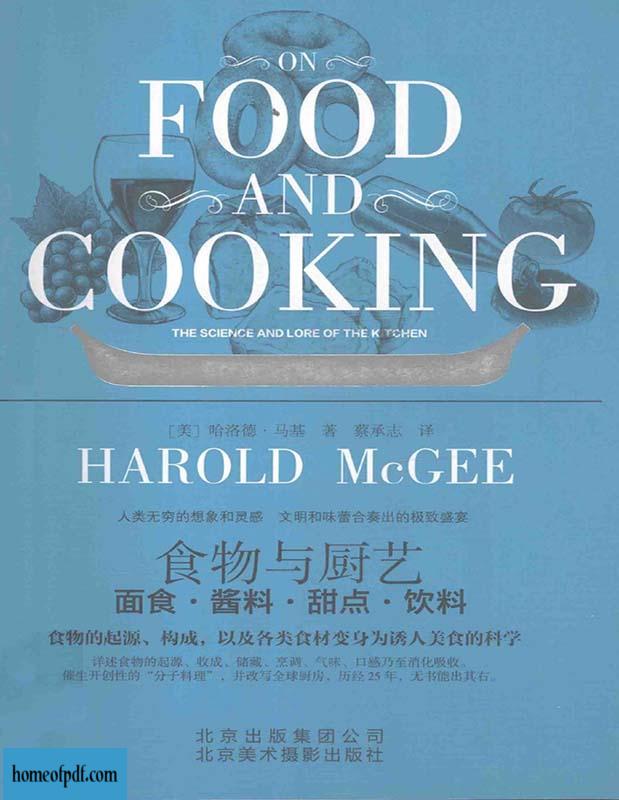 ON
FOOD
AND
COOKING
THE SCIENCE AND LORE OF THE KITCHEN
[美] 哈洛德·马基 著 蔡承志 译
HAROLD McGEE
人类无穷的想象和灵感 文明和味蕾合奏出的极致盛宴
食物与厨艺
面食·酱料·甜点·饮料
食物的起源、构成，以及各类食材变身为诱人美食的科学
详述食物的起源、收成、储藏、烹调、气味、口感乃至消化吸收。
催生开创性的“分子料理”，并改写全球厨房，历经 25 年，无书能出其右。
北京出版集团公司
北京美术摄影出版社
homeofpdf.com